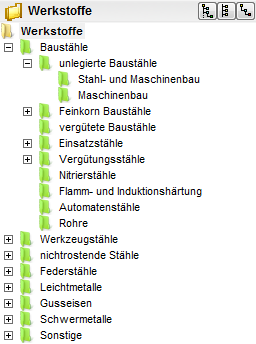 Werkstoffe
Werkstoffe
Baustähle
unlegierte Baustähle
Stahl- und Maschinenbau
Maschinenbau
Feinkorn Baustähle
vergütete Baustähle
Einsatzstähle
Vergütungsstähle
Nitrierstähle
Flamm- und Induktionshärtung
Automatenstähle
Rohre
Werkzeugstähle
nichtrostende Stähle
Federstähle
Leichtmetalle
Gusseisen
Schwermetalle
Sonstige